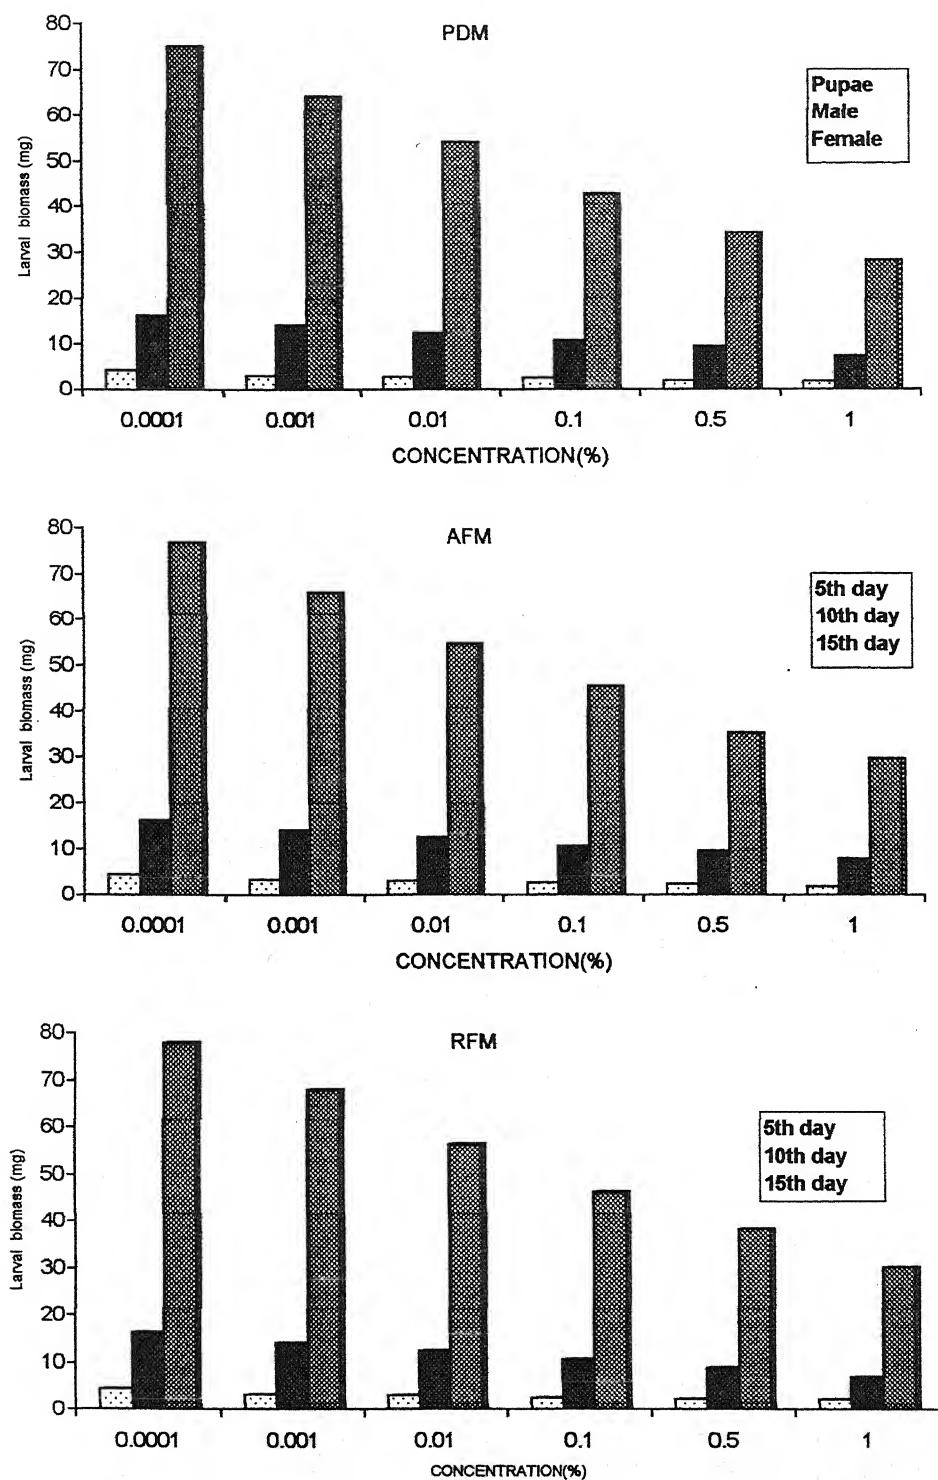 PDM
80
70
60
50
40
30
20
10
0
Larval biomass (mg)
Pupae
Male
Female
0.0001 0.001 0.01 0.1 0.5 1
CONCENTRATION(%)
AFM
80
70
60
50
40
30
20
10
0
Larval biomass (mg)
5th day
10th day
15th day
0.0001 0.001 0.01 0.1 0.5 1
CONCENTRATION(%)
RFM
80
70
60
50
40
30
20
10
0
Larval biomass (mg)
5th day
10th day
15th day
0.0001 0.001 0.01 0.1 0.5 1
CONCENTRATION(%)